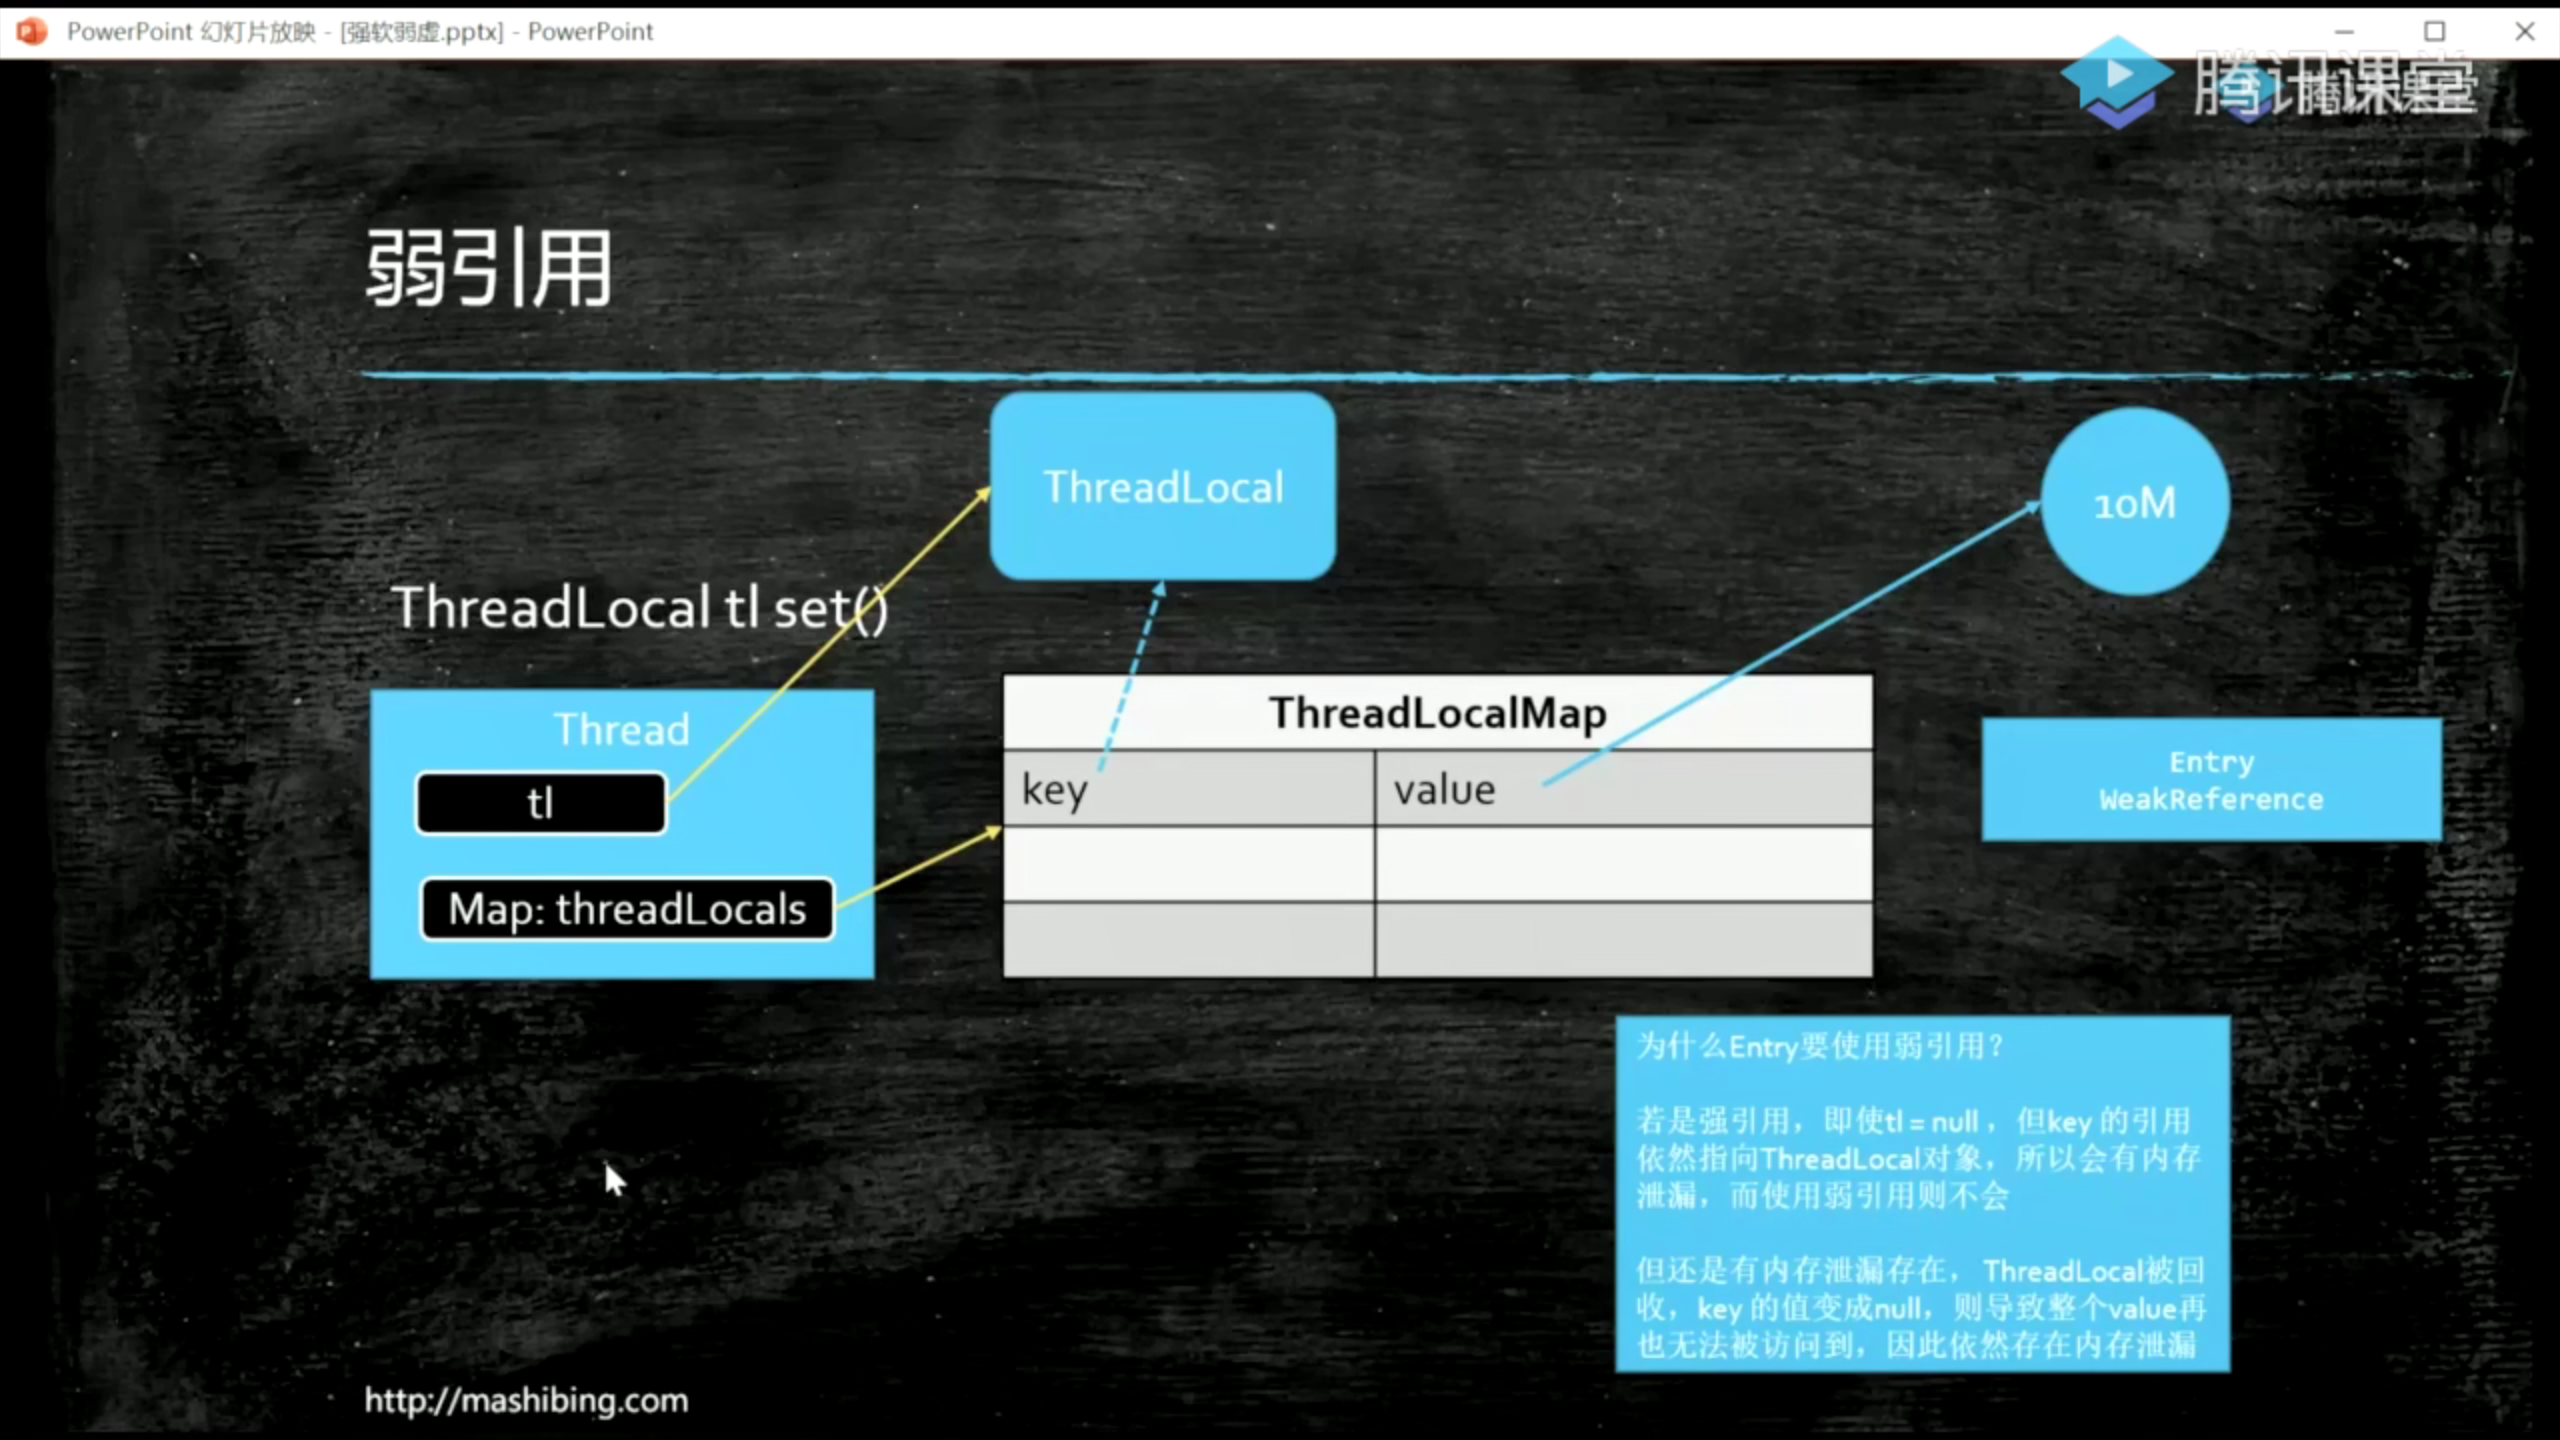 PowerPoint 幻灯片放映 - [强软弱虚.pptx] - PowerPoint
腾讯课堂
弱引用
ThreadLocal
10M
ThreadLocal tl set()
Thread
tl
Map: threadLocals
ThreadLocalMap
key value
Entry
WeakReference
为什么Entry要使用弱引用?
若是强引用，即使tl = null ，但key 的引用
依然指向ThreadLocal对象，所以会有内存
泄漏，而使用弱引用则不会
但还是有内存泄漏存在， ThreadLocal被回
收，key 的值变成null，则导致整个value再
也无法被访问到，因此依然存在内存泄漏
http://mashibing.com